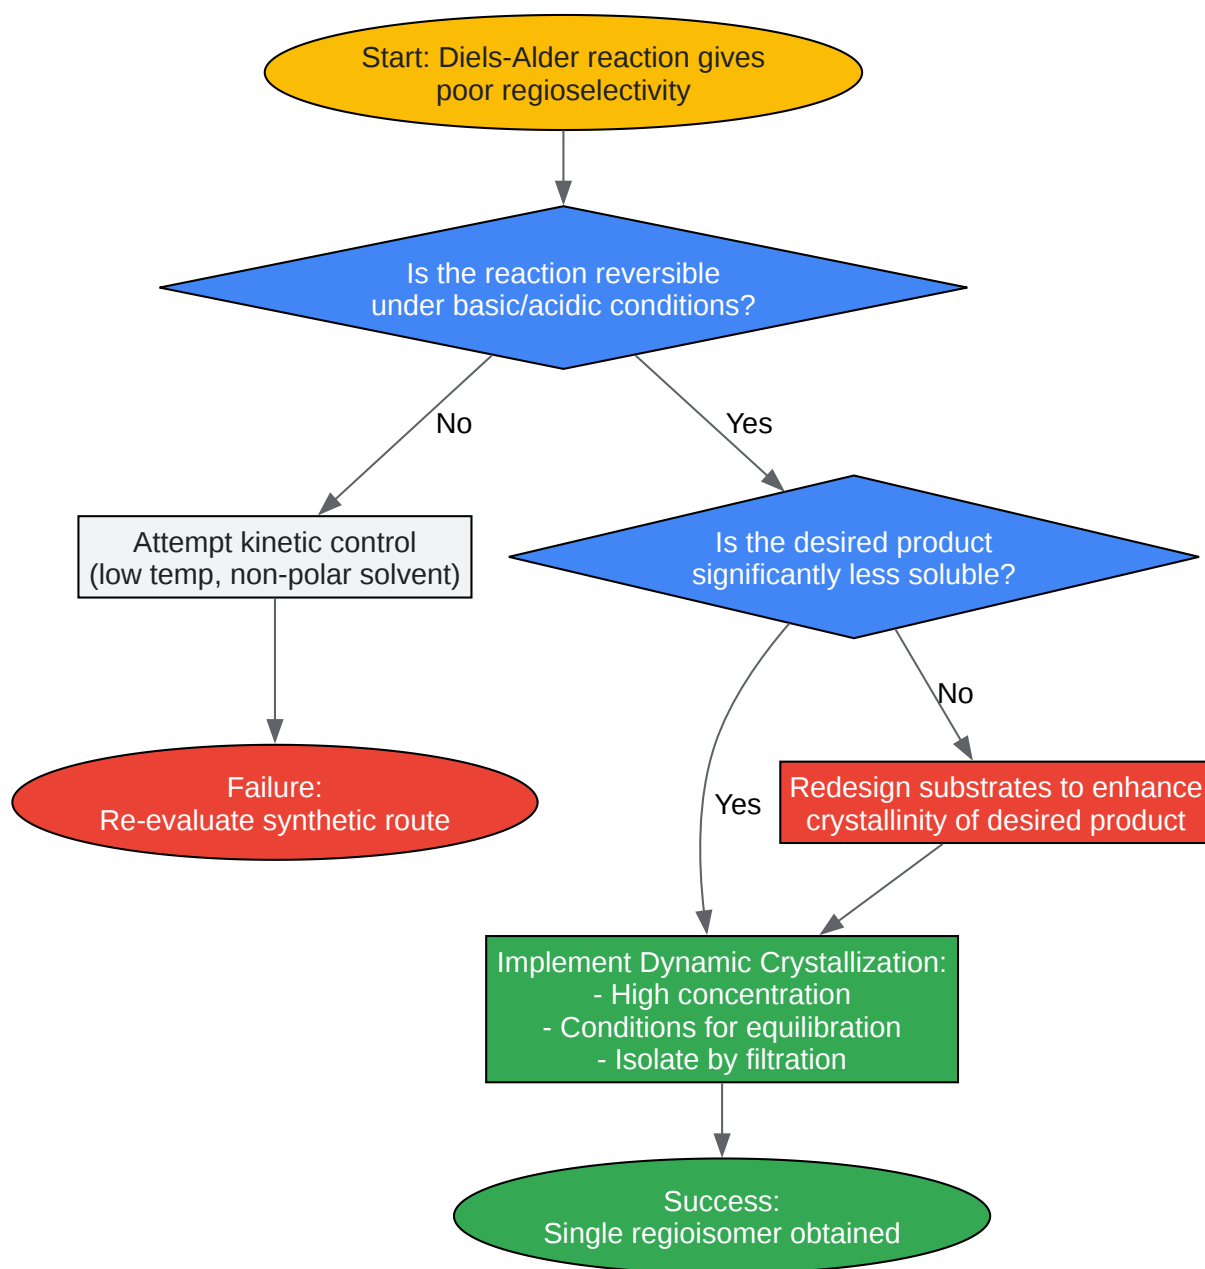 Start: Diels-Alder reaction gives
poor regioselectivity
Is the reaction reversible
under basic/acidic conditions?
No
Yes
Attempt kinetic control
(low temp, non-polar solvent)
Is the desired product
significantly less soluble?
No
Yes
Failure:
Re-evaluate synthetic route
Redesign substrates to enhance
crystallinity of desired product
Implement Dynamic Crystallization:
- High concentration
- Conditions for equilibration
- Isolate by filtration
Success:
Single regioisomer obtained